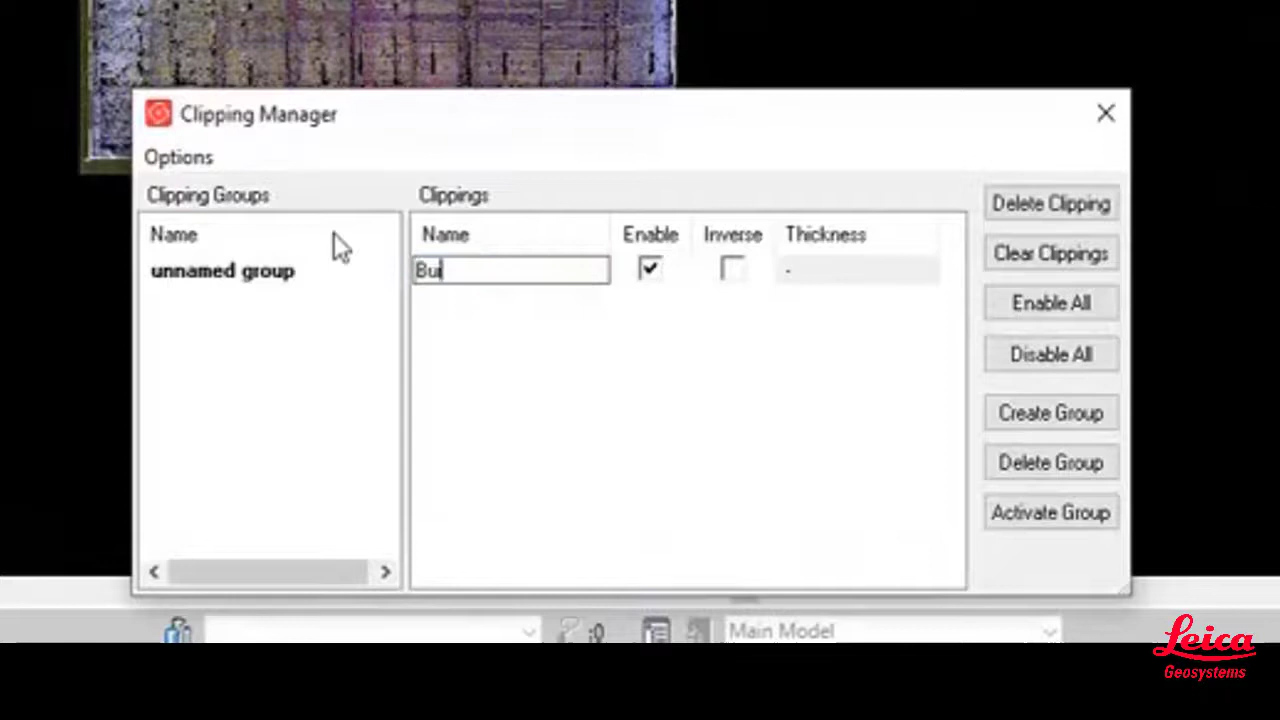 Clipping Manager
Options
Clipping Groups
Clippings
Name
unnamed group
Name Enable Inverse Thickness
Bui -
Delete Clipping
Clear Clippings
Enable All
Disable All
Create Group
Delete Group
Activate Group
Main Model
Leica
Geosystems